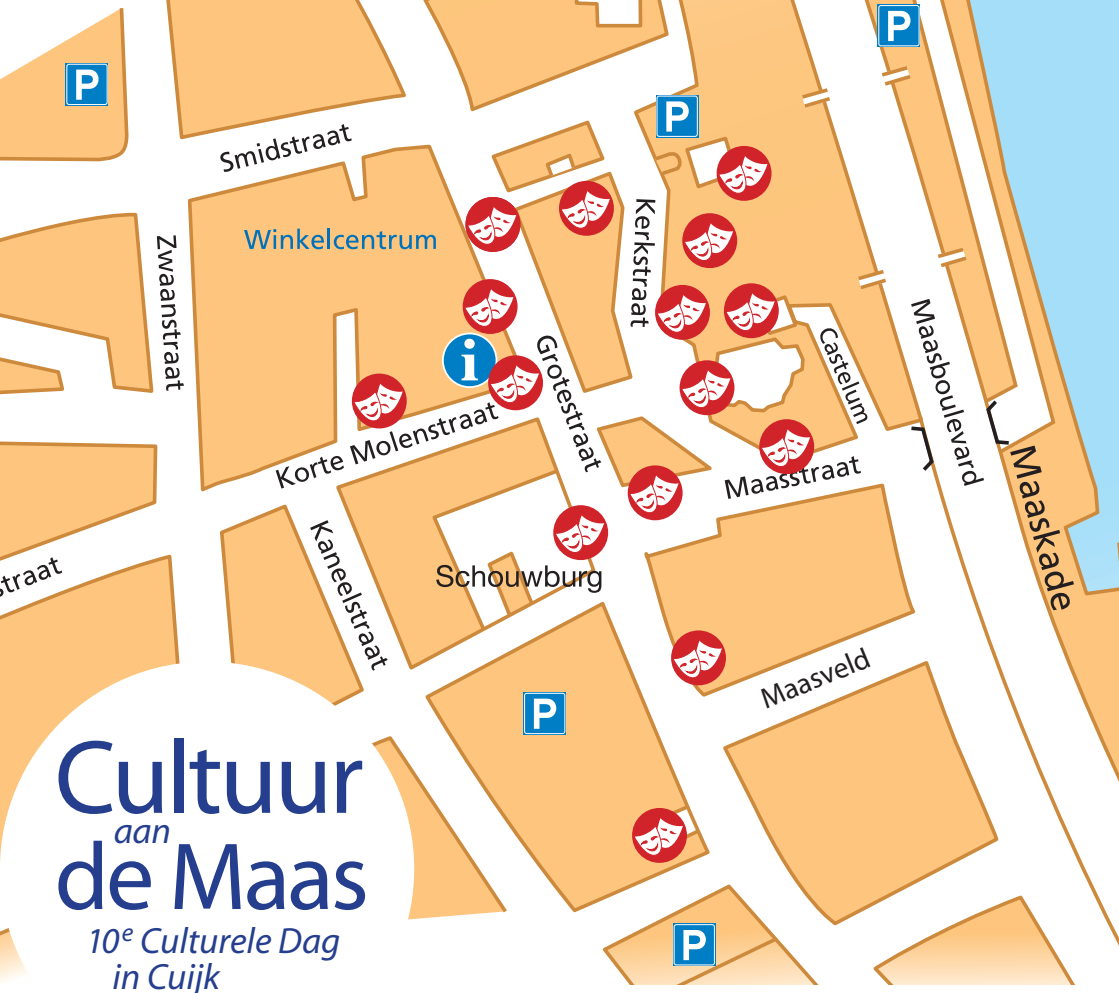 P
P
P
Smidstraat
Winkelcentrum
Kerkstraat
Zwaanstraat
i
Grotestraat
Castelum
Maasboulevard
Korte Molenstraat
Maasstraat
Maaskade
Kaneelstraat
straat
Schouwburg
Maasveld
P
Cultuur
aan
de Maas
10e Culturele Dag
in Cuijk
P